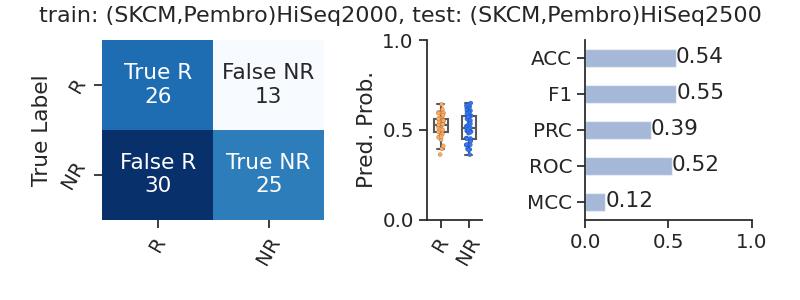 train: (SKCM,Pembro)HiSeq2000, test: (SKCM,Pembro)HiSeq2500
True Label
R
NR
True R
26
False NR
13
False R
30
True NR
25
R
NR
Pred. Prob.
1.0
0.5
0.0
R
NR
ACC
0.54
F1
0.55
PRC
0.39
ROC
0.52
MCC
0.12
0.0
0.5
1.0